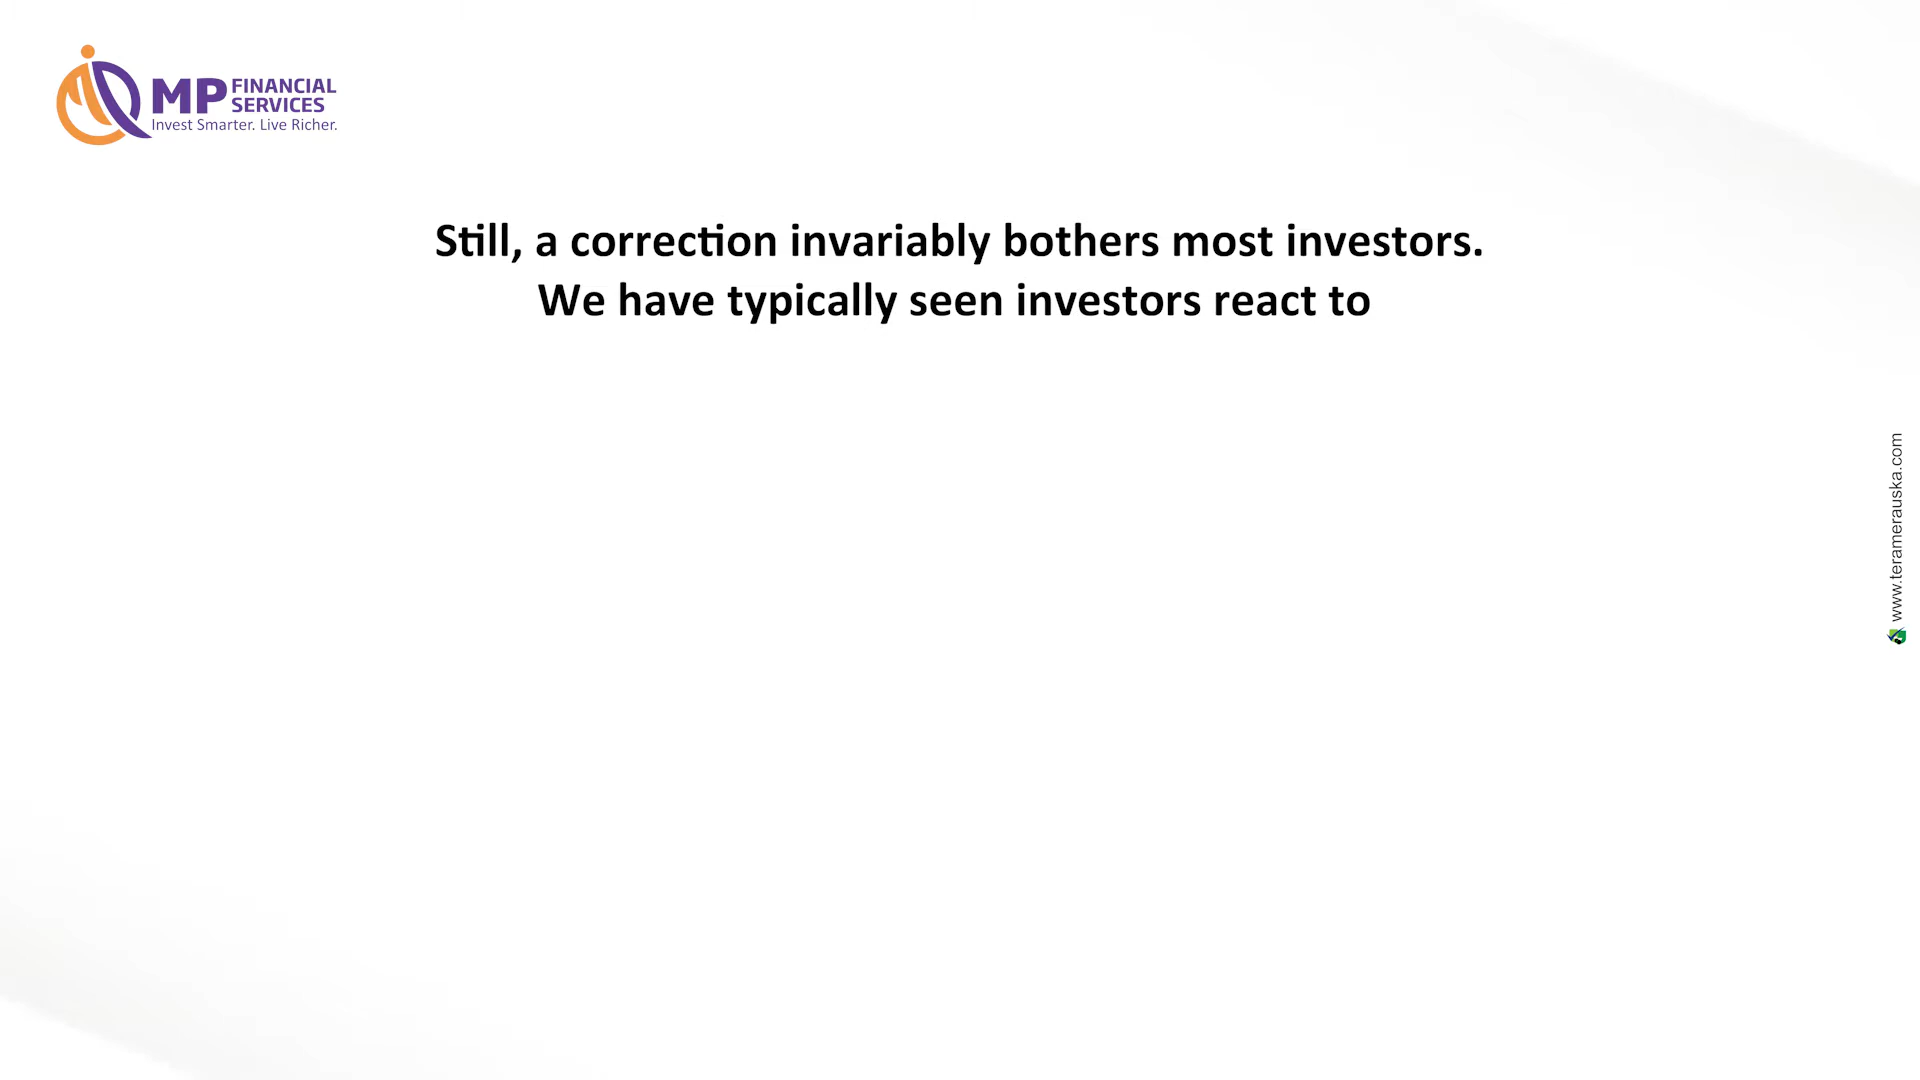 MP FINANCIAL
SERVICES
Invest Smarter. Live Richer.
Still, a correction invariably bothers most investors.
We have typically seen investors react to
www.teramerauska.com